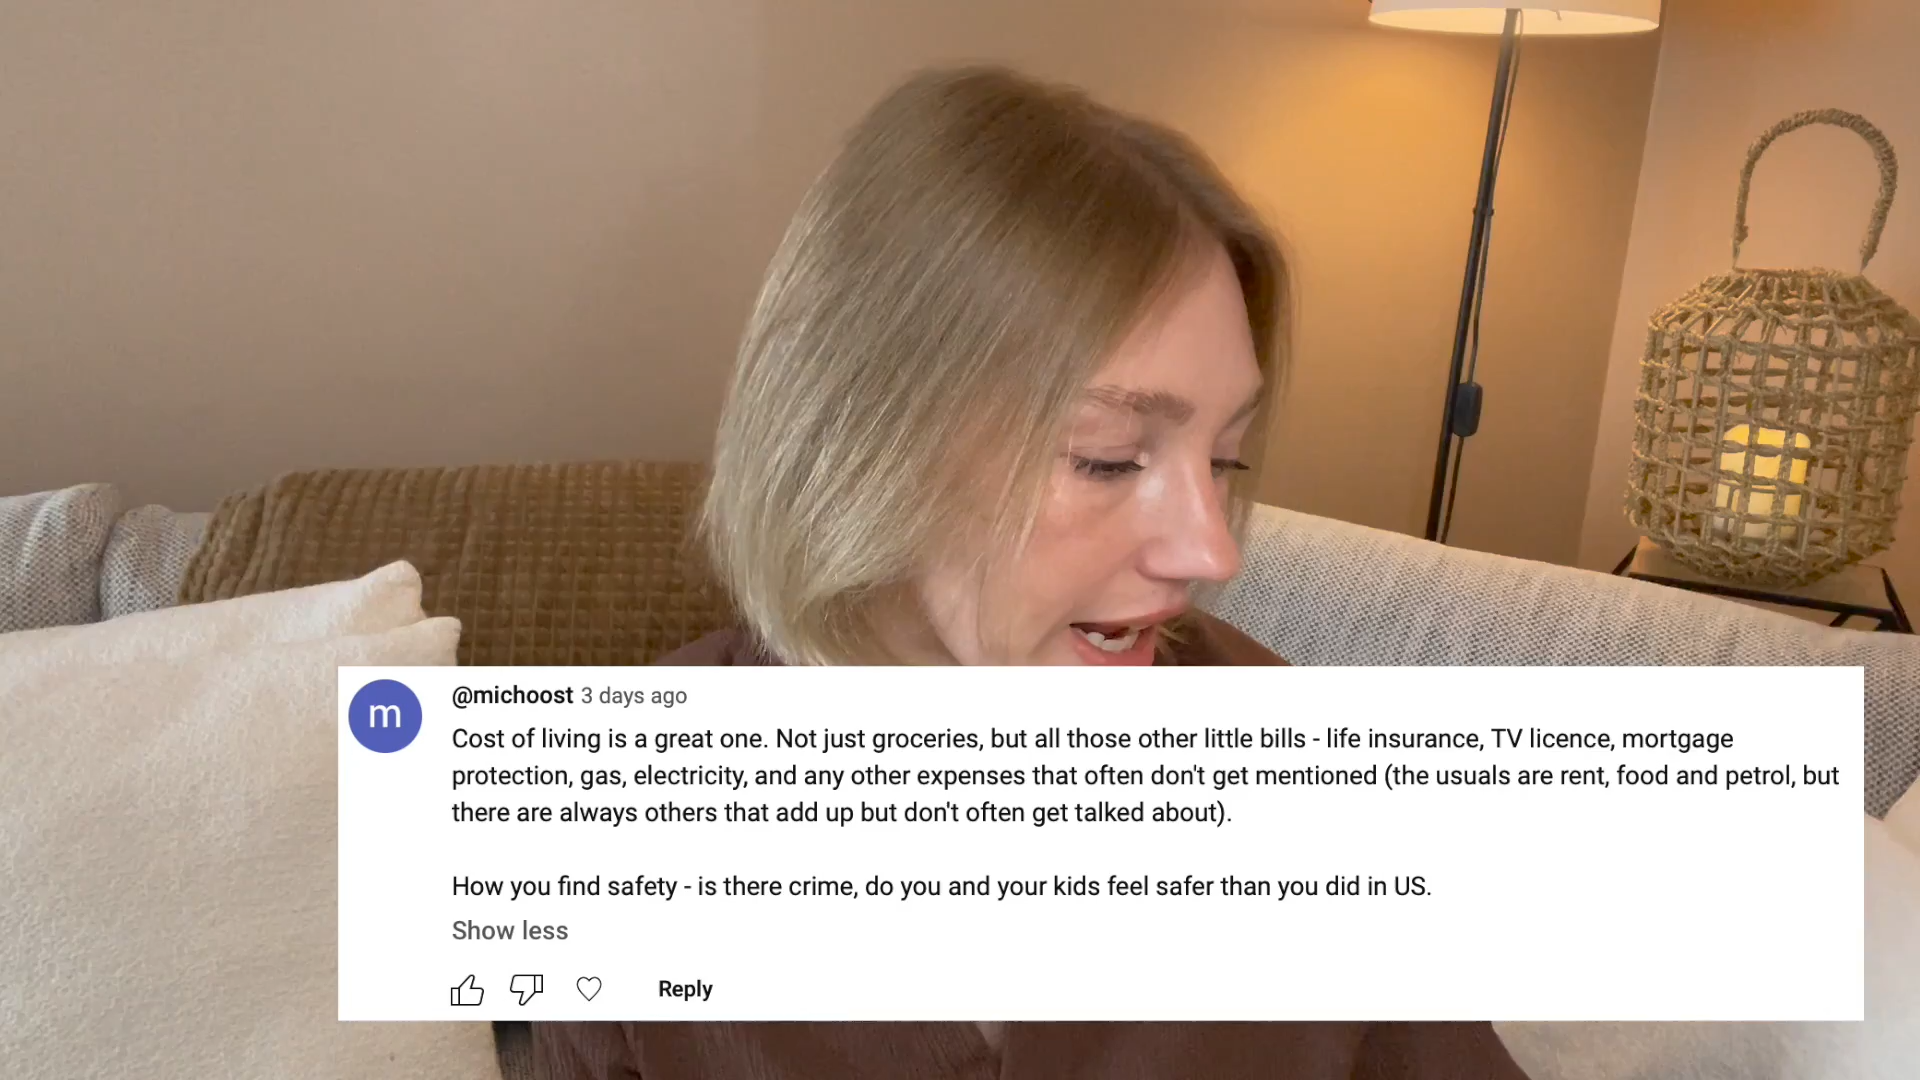 m
@michoost 3 days ago
Cost of living is a great one. Not just groceries, but all those other little bills - life insurance, TV licence, mortgage
protection, gas, electricity, and any other expenses that often don't get mentioned (the usuals are rent, food and petrol, but
there are always others that add up but don't often get talked about).
How you find safety - is there crime, do you and your kids feel safer than you did in US.
Show less
Reply